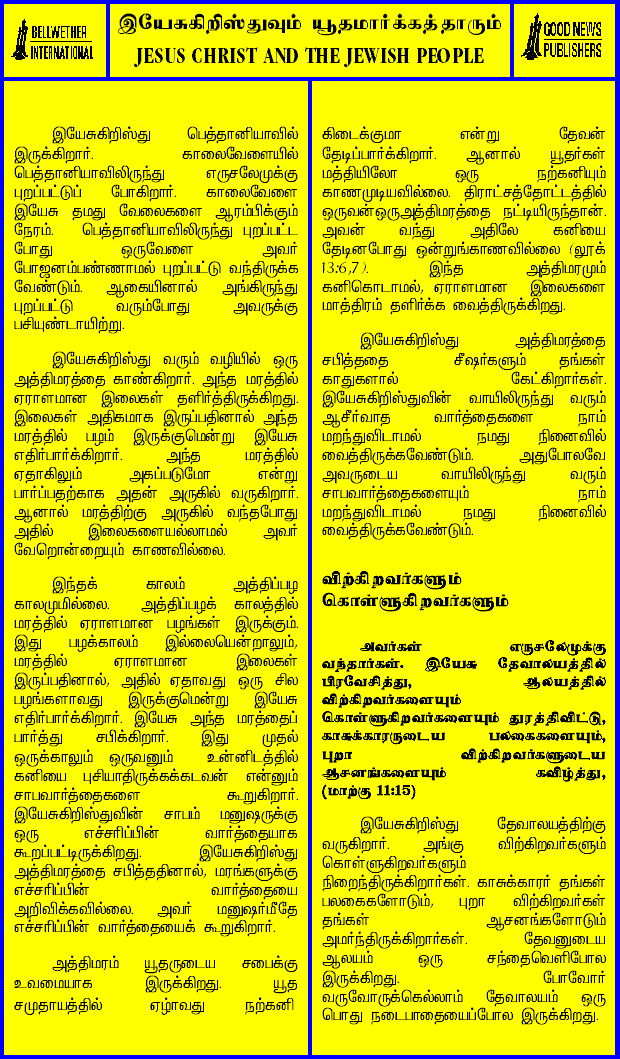 BELLWETHER
INTERNATIONAL
இயேசுகிறிஸ்துவும் யூதமார்க்கத்தாரும்
JESUS CHRIST AND THE JEWISH PEOPLE
GOOD NEWS
PUBLISHERS
இயேசுகிறிஸ்து பெத்தானியாவில்
இருக்கிறார். காலைவேளையில்
பெத்தானியாவிலிருந்து எருசலேமுக்கு
புறப்பட்டுப் போகிறார். காலைவேளை
இயேசு தமது வேலைகளை ஆரம்பிக்கும்
நேரம். பெத்தானியாவிலிருந்து புறப்பட்ட
போது ஒருவேளை அவர்
போஜனம்பண்ணாமல் புறப்பட்டு வந்திருக்க
வேண்டும். ஆகையினால் அங்கிருந்து
புறப்பட்டு வரும்போது அவருக்கு
பசியுண்டாயிற்று.
இயேசுகிறிஸ்து வரும் வழியில் ஒரு
அத்திமரத்தை காண்கிறார். அந்த மரத்தில்
ஏராளமான இலைகள் தளிர்த்திருக்கிறது.
இலைகள் அதிகமாக இருப்பதினால் அந்த
மரத்தில் பழம் இருக்குமென்று இயேசு
எதிர்பார்க்கிறார். அந்த மரத்தில்
ஏதாகிலும் அகப்படுமோ என்று
பார்ப்பதற்காக அதன் அருகில் வருகிறார்.
ஆனால் மரத்திற்கு அருகில் வந்தபோது
அதில் இலைகளையல்லாமல் அவர்
வேறொன்றையும் காணவில்லை.
இந்தக் காலம் அத்திப்பழ
காலமுமில்லை. அத்திப்பழக் காலத்தில்
மரத்தில் ஏராளமான பழங்கள் இருக்கும்.
இது பழக்காலம் இல்லையென்றாலும்,
மரத்தில் ஏராளமான இலைகள்
இருப்பதினால், அதில் ஏதாவது ஒரு சில
பழங்களாவது இருக்குமென்று இயேசு
எதிர்பார்க்கிறார். இயேசு அந்த மரத்தைப்
பார்த்து சபிக்கிறார். இது முதல்
ஒருக்காலும் ஒருவனும் உன்னிடத்தில்
கனியை புசியாதிருக்கக்கடவன் என்னும்
சாபவார்த்தைகளை கூறுகிறார்.
இயேசுகிறிஸ்துவின் சாபம் மனுஷருக்கு
ஒரு எச்சரிப்பின் வார்த்தையாக
கூறப்பட்டிருக்கிறது. இயேசுகிறிஸ்து
அத்திமரத்தை சபித்ததினால், மரங்களுக்கு
எச்சரிப்பின் வார்த்தையை
அறிவிக்கவில்லை. அவர் மனுஷர்மீதே
எச்சரிப்பின் வார்த்தையைக் கூறுகிறார்.
அத்திமரம் யூதருடைய சபைக்கு
உவமையாக இருக்கிறது. யூத
சமுதாயத்தில் ஏழாவது நற்கனி
கிடைக்குமா என்று தேவன்
தேடிப்பார்க்கிறார். ஆனால் யூதர்கள்
மத்தியிலோ ஒரு நற்கனியும்
காணமுடியவில்லை. திராட்சத்தோட்டத்தில்
ஒருவன்ஒருஅத்திமரத்தை நட்டியிருந்தான்.
அவன் வந்து அதிலே கனியை
தேடினபோது ஒன்றுங்காணவில்லை (லூக்
13:6,7). இந்த அத்திமரமும்
கனிகொடாமல், ஏராளமான இலைகளை
மாத்திரம் தளிர்க்க வைத்திருக்கிறது.
இயேசுகிறிஸ்து அத்திமரத்தை
சபித்ததை சீஷர்களும் தங்கள்
காதுகளால் கேட்கிறார்கள்.
இயேசுகிறிஸ்துவின் வாயிலிருந்து வரும்
ஆசீர்வாத வார்த்தைகளை நாம்
மறந்துவிடாமல் நமது நினைவில்
வைத்திருக்கவேண்டும். அதுபோலவே
அவருடைய வாயிலிருந்து வரும்
சாபவார்த்தைகளையும் நாம்
மறந்துவிடாமல் நமது நினைவில்
வைத்திருக்கவேண்டும்.
விற்கிறவர்களும்
கொள்ளுகிறவர்களும்
அவர்கள் எருசலேமுக்கு
வந்தார்கள். இயேசு தேவாலயத்தில்
பிரவேசித்து, ஆலயத்தில்
விற்கிறவர்களையும்
கொள்ளுகிறவர்களையும் துரத்திவிட்டு,
காசுக்காரருடைய பலகைகளையும்,
புறா விற்கிறவர்களுடைய
ஆசனங்களையும் கவிழ்த்து,
(மாற்கு 11:15)
இயேசுகிறிஸ்து தேவாலயத்திற்கு
வருகிறார். அங்கு விற்கிறவர்களும்
கொள்ளுகிறவர்களும்
நிறைந்திருக்கிறார்கள். காசுக்காரர் தங்கள்
பலகைகளோடும், புறா விற்கிறவர்கள்
தங்கள் ஆசனங்களோடும்
அமர்ந்திருக்கிறார்கள். தேவனுடைய
ஆலயம் ஒரு சந்தைவெளிபோல
இருக்கிறது. போவோர்
வருவோருக்கெல்லாம் தேவாலயம் ஒரு
பொது நடைபாதையைப்போல இருக்கிறது.